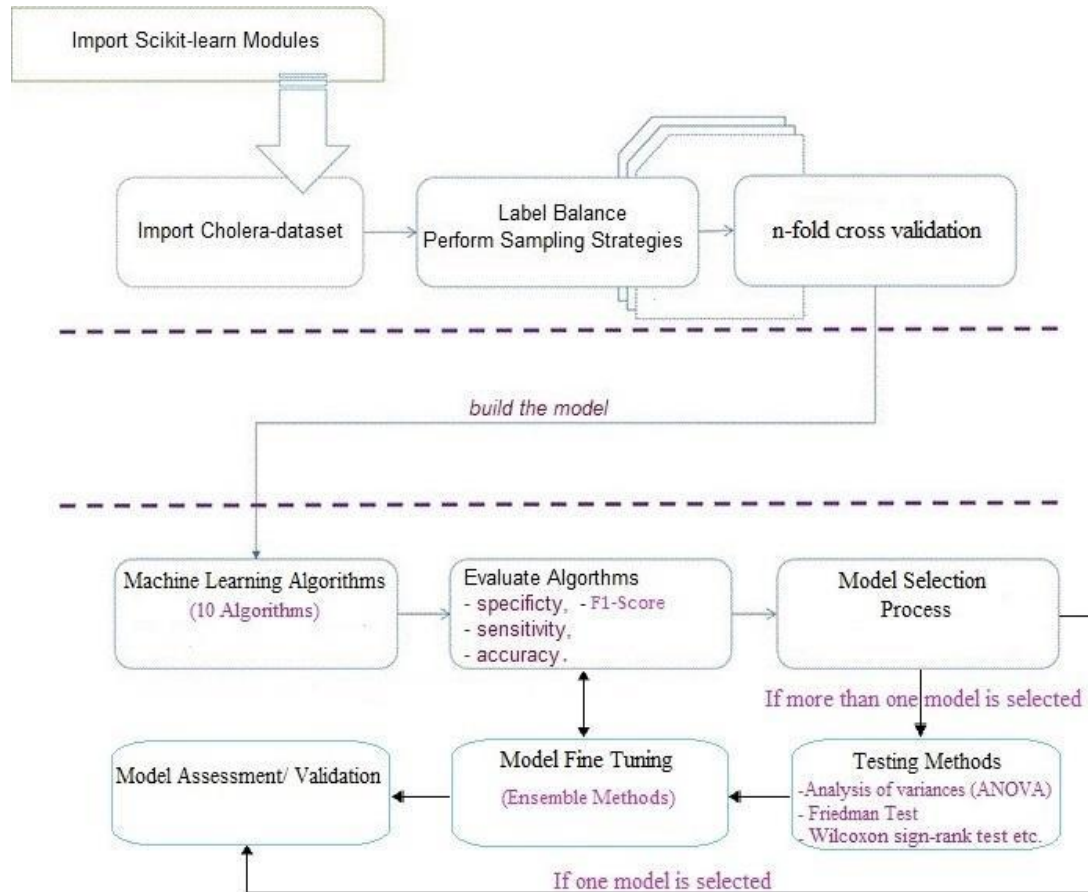 Import Scikit-learn Modules
Import Cholera-dataset
Label Balance
Perform Sampling Strategies
n-fold cross validation
build the model
Machine Learning Algorithms
(10 Algorithms)
Evaluate Algorthms
- specificty, - F1-Score
- sensitivity,
- accuracy.
Model Selection
Process
If more than one model is selected
Testing Methods
-Analysis of variances (ANOVA)
- Friedman Test
- Wilcoxon sign-rank test etc.
Model Fine Tuning
(Ensemble Methods)
Model Assessment/ Validation
If one model is selected